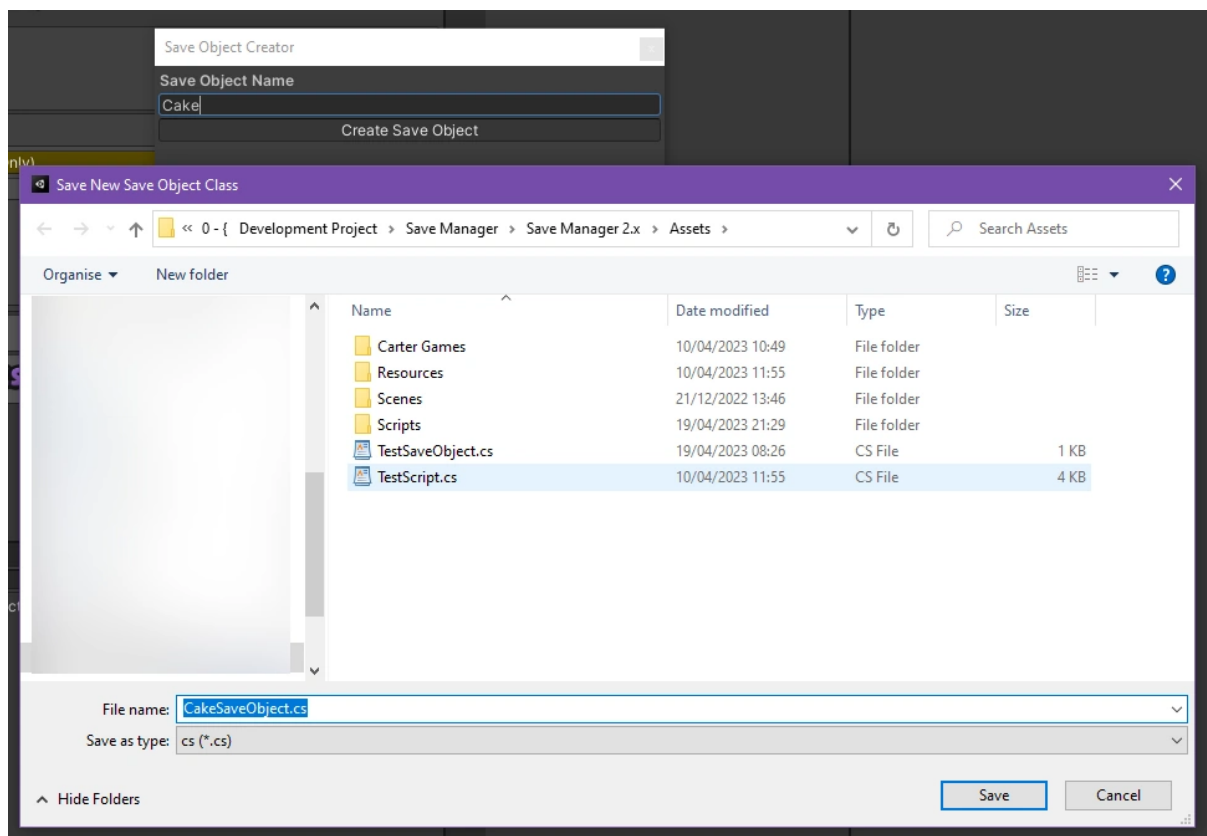 Save Object Creator
Save Object Name
Cake
Create Save Object
nly)
Save New Save Object Class
« 0 - { Development Project > Save Manager > Save Manager 2.x > Assets >
Search Assets
Organise
New folder
Name Date modified Type Size
Carter Games 10/04/2023 10:49 File folder
Resources 10/04/2023 11:55 File folder
Scenes 21/12/2022 13:46 File folder
Scripts 19/04/2023 21:29 File folder
TestSaveObject.cs 19/04/2023 08:26 CS File 1 KB
TestScript.cs 10/04/2023 11:55 CS File 4 KB
File name: CakeSaveObject.cs
Save as type: cs (*.cs)
Hide Folders
Save Cancel